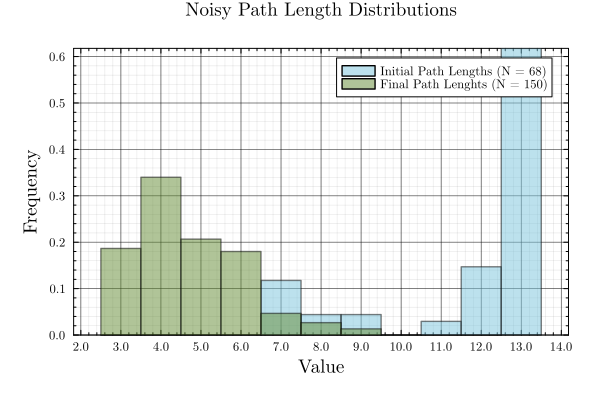 Noisy Path Length Distributions
Initial Path Lengths (N = 68)
Final Path Lenghts (N = 150)
Frequency
0.6
0.5
0.4
0.3
0.2
0.1
0.0
2.0 3.0 4.0 5.0 6.0 7.0 8.0 9.0 10.0 11.0 12.0 13.0 14.0
Value